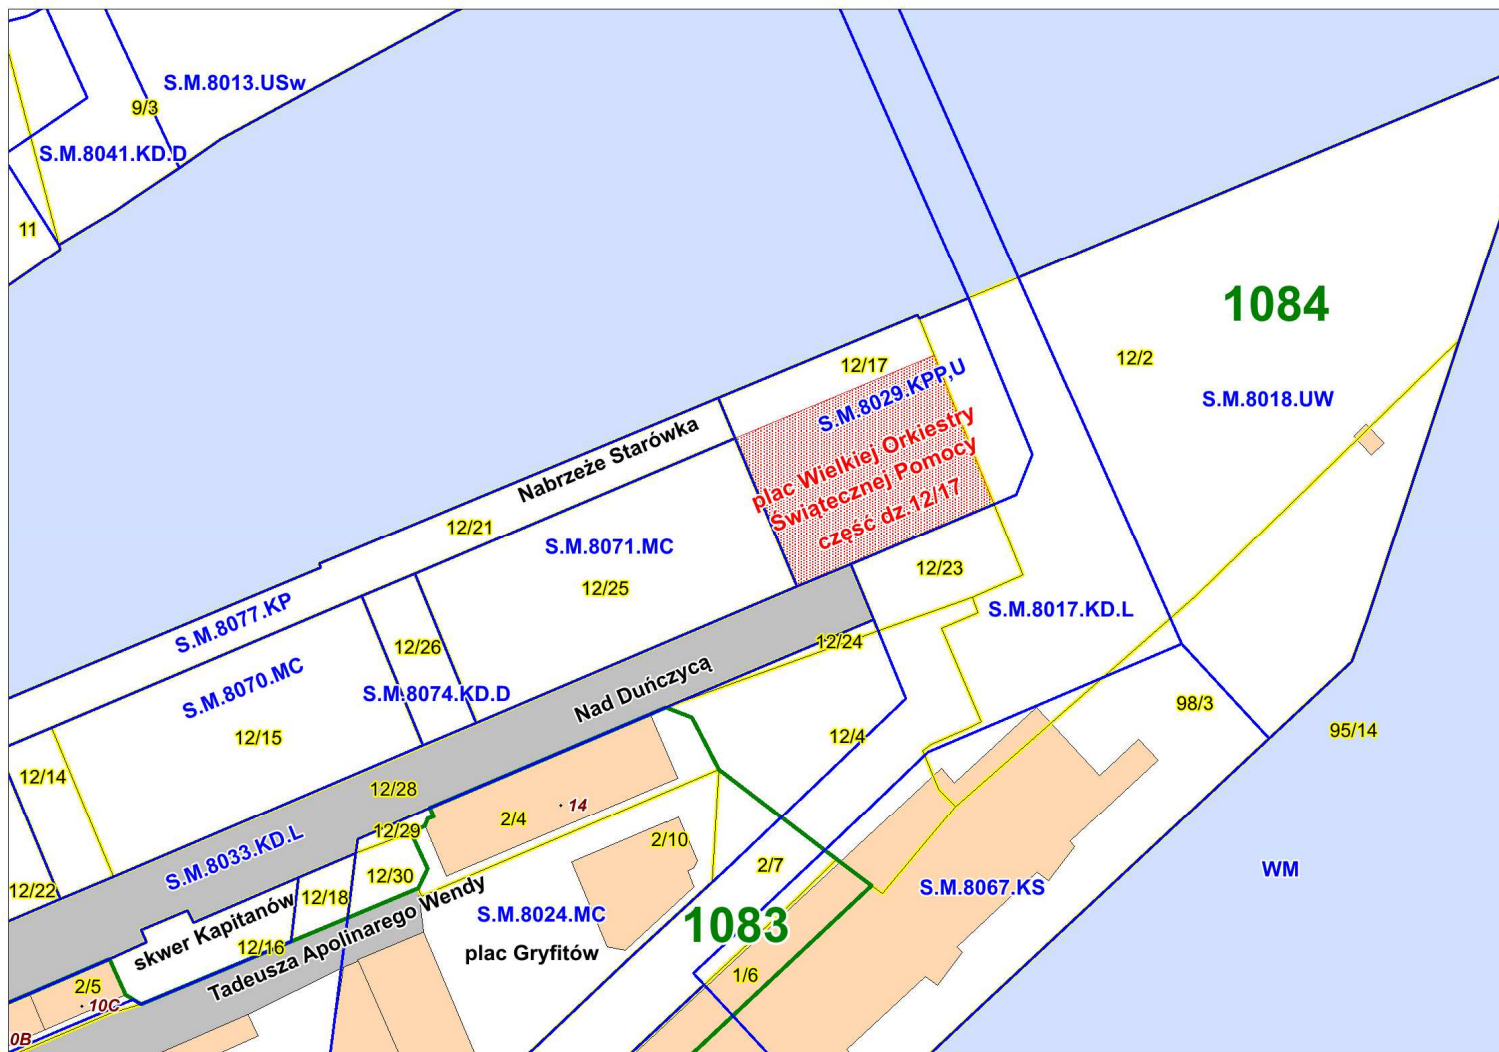 S.M.8013.USw
9/3
S.M.8041.KD.D
11
1084
12/2
12/17
S.M.8029.KPP,U
S.M.8018.UW
plac Wielkiej Orkiestry
Świątecznej Pomocy
część dz.12/17
Nabrzeże Starówka
12/21
S.M.8071.MC
12/25
12/23
S.M.8077.KP
S.M.8017.KD.L
12/26
12/24
S.M.8070.MC
S.M.8074.KD.D
Nad Duńczycą
12/15
12/4
98/3
95/14
12/14
12/28
14
2/4
12/29
2/10
S.M.8033.KD.L
2/7
12/30
12/22
12/18
S.M.8067.KS
WM
skwer Kapitanów
S.M.8024.MC
1083
12/16
Tadeusza Apolinarego Wendy
plac Gryfitów
1/6
2/5
10C
0B